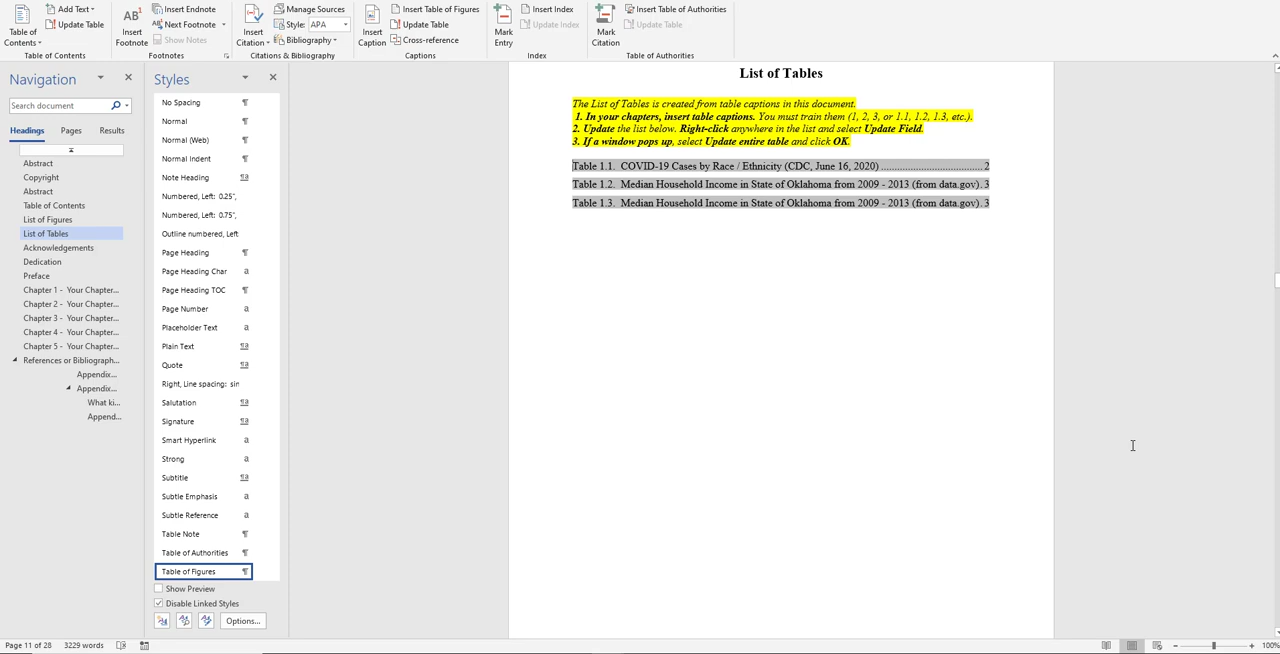 Table of
Contents
Add Text
Update Table
Table of Contents
AB¹
Insert
Footnote
Insert Endnote
Next Footnote
Show Notes
Footnotes
Insert
Citation
Manage Sources
Style: APA
Bibliography
Citations & Bibliography
Insert
Caption
Insert Table of Figures
Update Table
Cross-reference
Captions
Mark
Entry
Insert Index
Update Index
Index
Mark
Citation
Insert Table of Authorities
Update Table
Table of Authorities
Navigation
Search document
Headings Pages Results
Abstract
Copyright
Abstract
Table of Contents
List of Figures
List of Tables
Acknowledgements
Dedication
Preface
Chapter 1 - Your Chapter...
Chapter 2 - Your Chapter...
Chapter 3 - Your Chapter...
Chapter 4 - Your Chapter...
Chapter 5 - Your Chapter...
References or Bibliograph...
Appendix...
Appendix...
What ki...
Append...
Styles
No Spacing ¶
Normal ¶
Normal (Web) ¶
Normal Indent ¶
Note Heading ¶a
Numbered, Left: 0.25",
Numbered, Left: 0.75",
Outline numbered, Left
Page Heading ¶
Page Heading Char a
Page Heading TOC ¶
Page Number a
Placeholder Text a
Plain Text ¶a
Quote ¶a
Right, Line spacing: sin
Salutation ¶a
Signature ¶a
Smart Hyperlink a
Strong a
Subtitle ¶a
Subtle Emphasis a
Subtle Reference a
Table Note ¶
Table of Authorities ¶
Table of Figures ¶
Show Preview
Disable Linked Styles
Options...
List of Tables
The List of Tables is created from table captions in this document.
1. In your chapters, insert table captions. You must train them (1, 2, 3, or 1.1, 1.2, 1.3, etc.).
2. Update the list below. Right-click anywhere in the list and select Update Field.
3. If a window pops up, select Update entire table and click OK.
Table 1.1. COVID-19 Cases by Race / Ethnicity (CDC, June 16, 2020) .................................... 2
Table 1.2. Median Household Income in State of Oklahoma from 2009 - 2013 (from data.gov). 3
Table 1.3. Median Household Income in State of Oklahoma from 2009 - 2013 (from data.gov). 3
Page 11 of 28 3229 words
100%